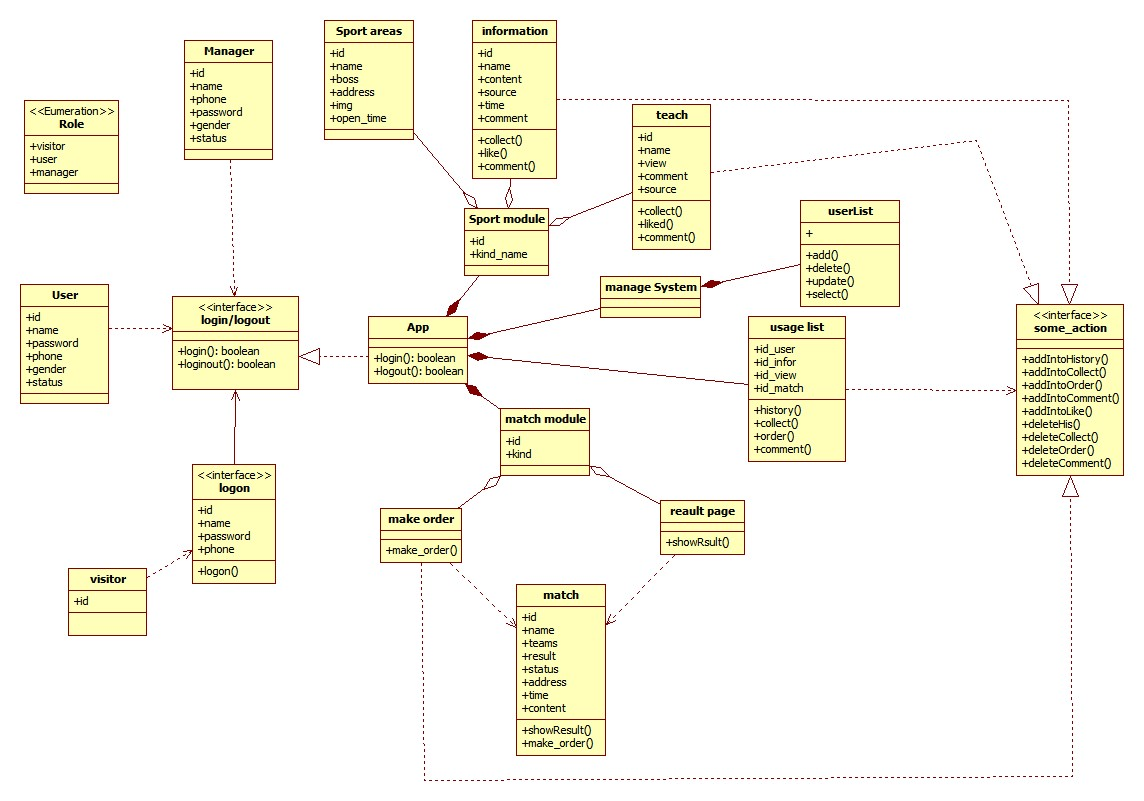 Sport areas
+id
+name
+boss
+address
+img
+open_time
information
+id
+name
+content
+source
+time
+comment
+collect()
+like()
+comment()
Manager
+id
+name
+phone
+password
+gender
+status
<<Eumeration>>
Role
+visitor
+user
+manager
teach
+id
+name
+view
+comment
+source
+collect()
+liked()
+comment()
Sport module
+id
+kind_name
userList
+
+add()
+delete()
+update()
+select()
manage System
User
+id
+name
+password
+phone
+gender
+status
<<interface>>
login/logout
+login(): boolean
+loginout(): boolean
App
+login(): boolean
+logout(): boolean
usage list
+id_user
+id_infor
+id_view
+id_match
+history()
+collect()
+order()
+comment()
<<interface>>
some_action
+addIntoHistory()
+addIntoCollect()
+addIntoOrder()
+addIntoComment()
+addIntoLike()
+deleteHis()
+deleteCollect()
+deleteOrder()
+deleteComment()
match module
+id
+kind
<<interface>>
logon
+id
+name
+password
+phone
+logon()
make order
+make_order()
reault page
+showRsult()
visitor
+id
match
+id
+name
+teams
+result
+status
+address
+time
+content
+showResult()
+make_order()